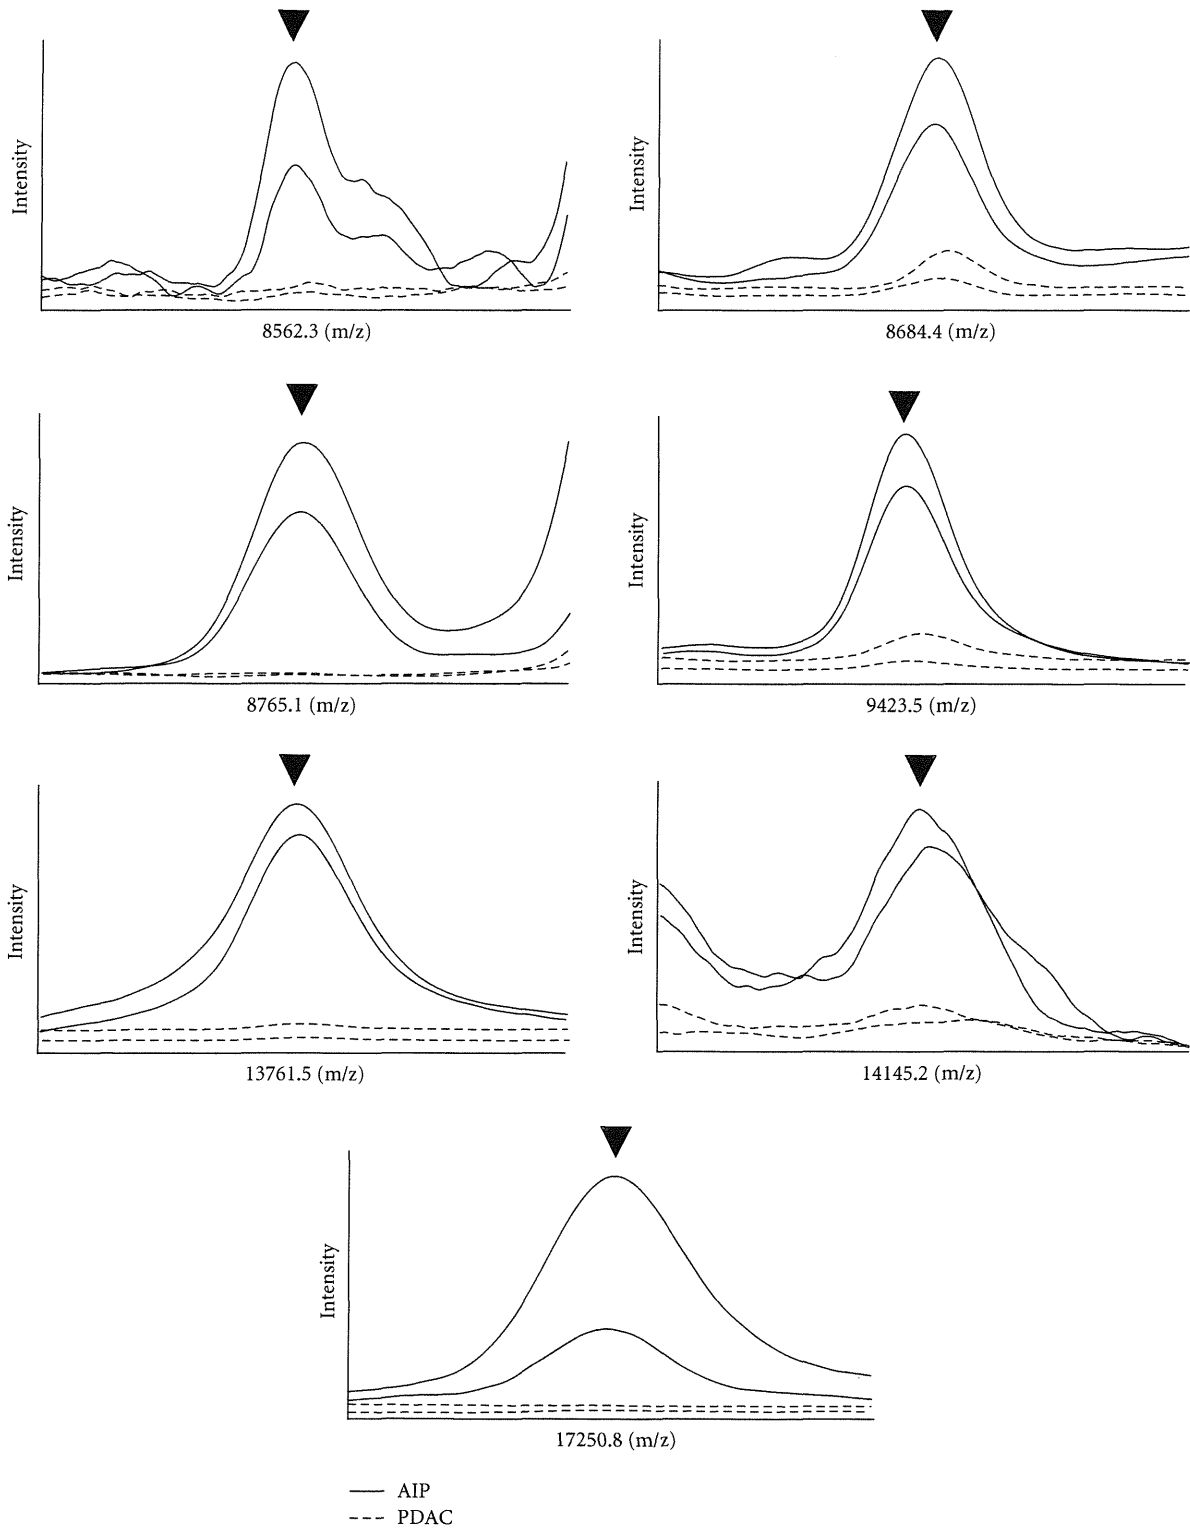 Intensity
8562.3 (m/z)
Intensity
8684.4 (m/z)
Intensity
8765.1 (m/z)
Intensity
9423.5 (m/z)
Intensity
13761.5 (m/z)
Intensity
14145.2 (m/z)
Intensity
17250.8 (m/z)
AIP
PDAC